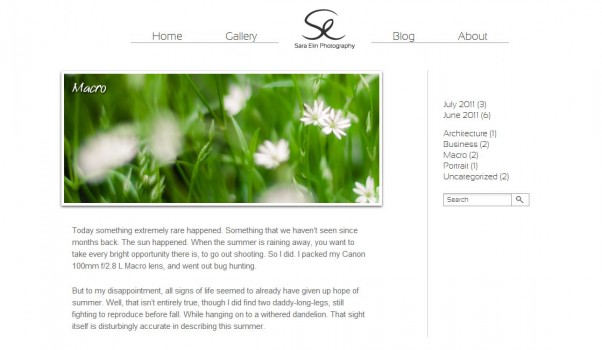 Home
Gallery
Se
Sara Elin Photography
Blog
About
Macro
Today something extremely rare happened. Something that we haven't seen since
months back. The sun happened. When the summer is raining away, you want to
take every bright opportunity there is, to go out shooting. So I did. I packed my Canon
100mm f/2.8 L Macro lens, and went out bug hunting.
But to my disappointment, all signs of life seemed to already have given up hope of
summer. Well, that isn't entirely true, though I did find two daddy-long-legs, still
fighting to reproduce before fall. While hanging on to a withered dandelion. That sight
itself is disturbingly accurate in describing this summer.
July 2011 (3)
June 2011 (6)
Architecture (1)
Business (2)
Macro (2)
Portrait (1)
Uncategorized (2)
Search